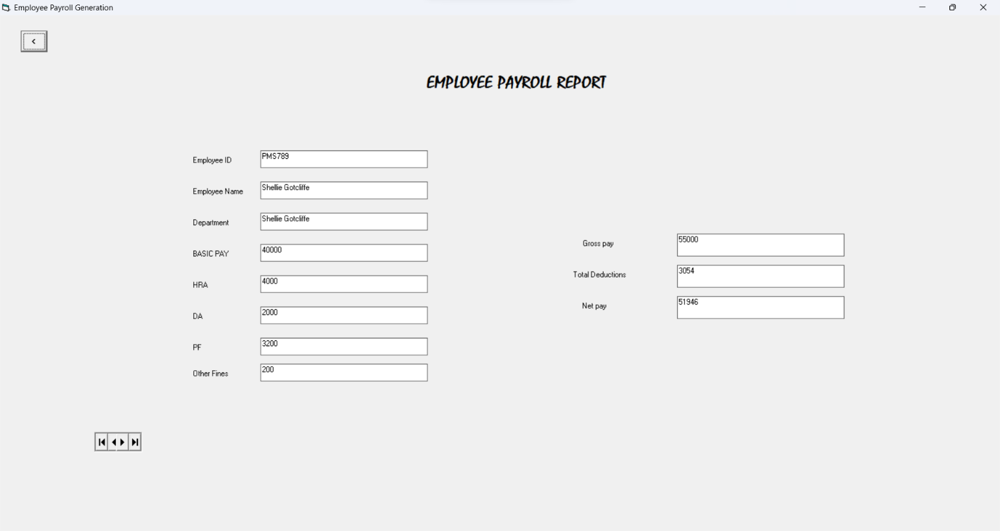 Employee Payroll Generation
<
EMPLOYEE PAYROLL REPORT
Employee ID PMS789
Employee Name Shellie Gotcliffe
Department Shellie Gotcliffe
BASIC PAY 40000
HRA 4000
DA 2000
PF 3200
Other Fines 200
Gross pay 55000
Total Deductions 3054
Net pay 51946